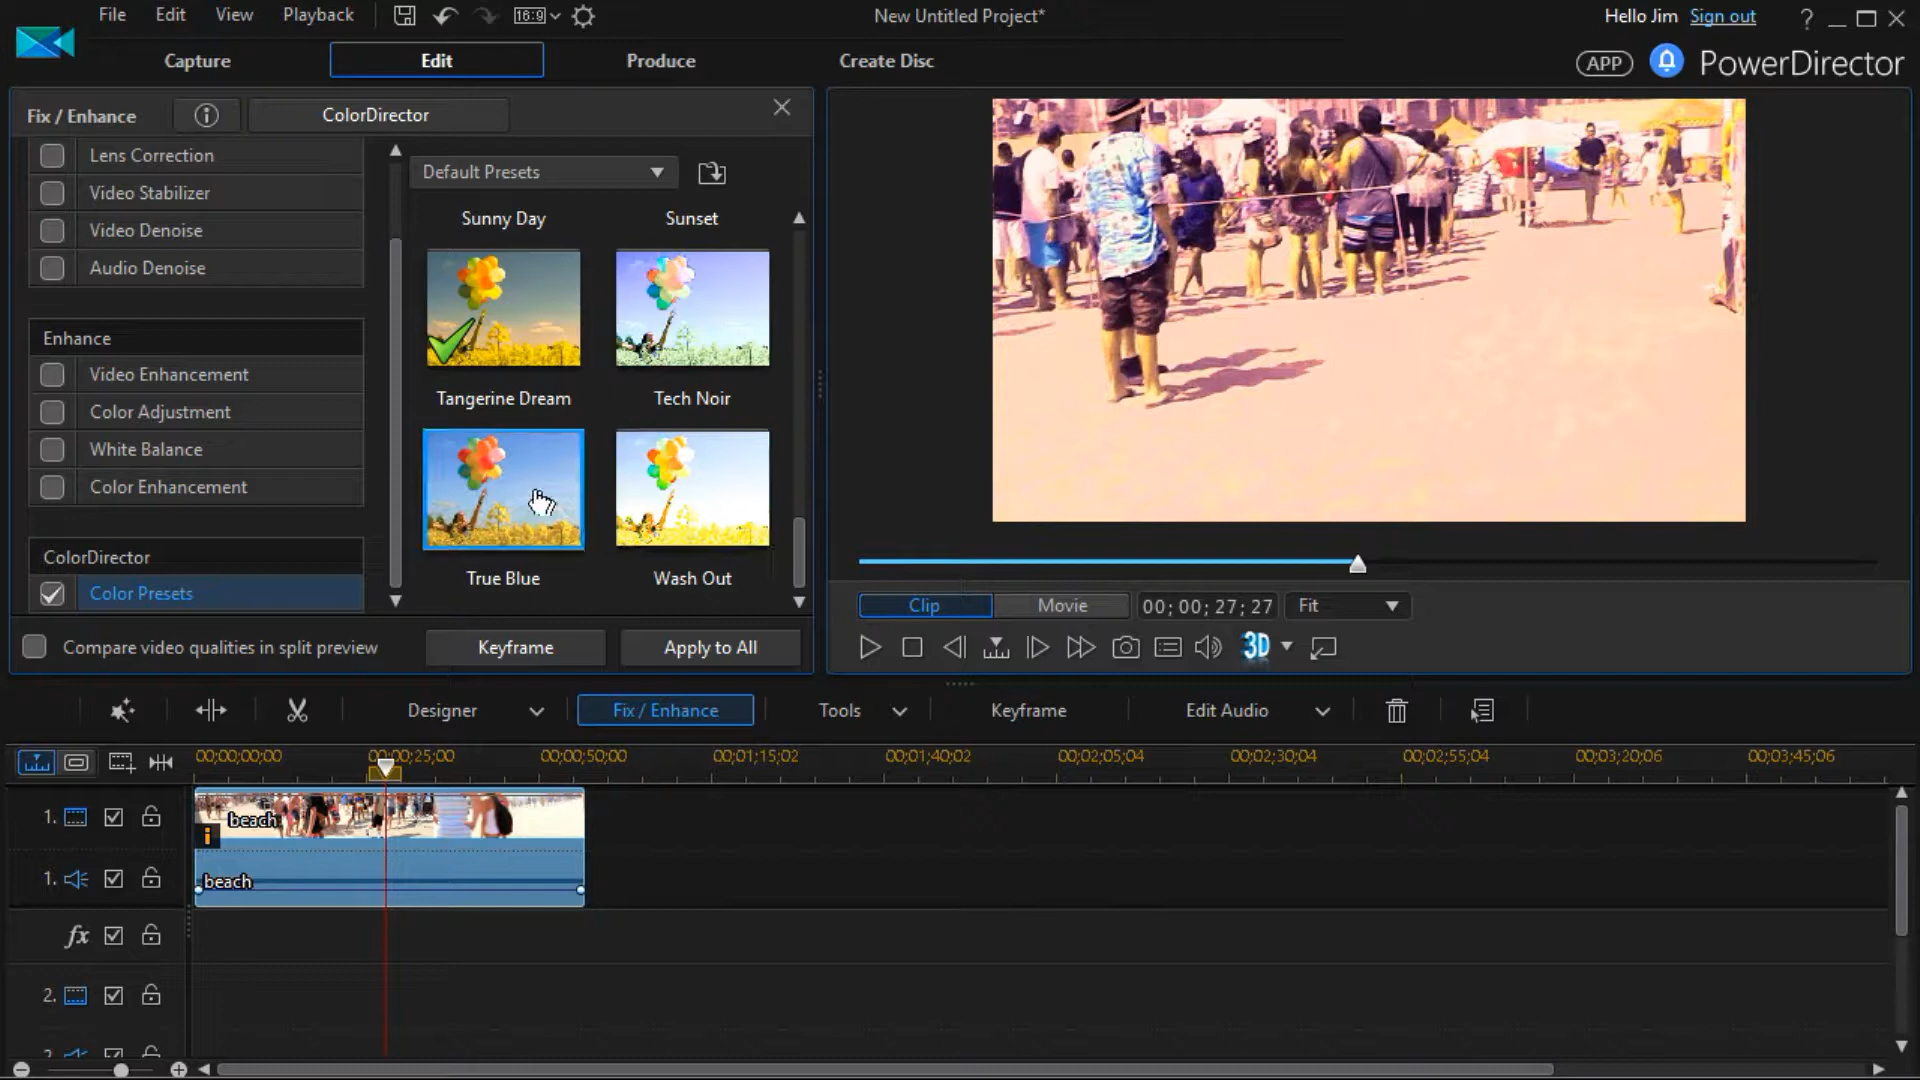 File Edit View Playback 16:9 New Untitled Project* Hello Jim Sign out ?
Capture Edit Produce Create Disc APP PowerDirector
Fix / Enhance ColorDirector
Lens Correction
Video Stabilizer
Video Denoise
Audio Denoise
Enhance
Video Enhancement
Color Adjustment
White Balance
Color Enhancement
ColorDirector
Color Presets
Default Presets
Sunny Day Sunset
Tangerine Dream Tech Noir
True Blue Wash Out
Compare video qualities in split preview Keyframe Apply to All
Clip Movie 00; 00; 27; 27 Fit
3D
Designer Fix / Enhance Tools Keyframe Edit Audio
00;00;00;00 00;00;25;00 00;00;50;00 00;01;15;02 00;01;40;02 00;02;05;04 00;02;30;04 00;02;55;04 00;03;20;06 00;03;45;06
1. beach
i
1. beach
fx
2.